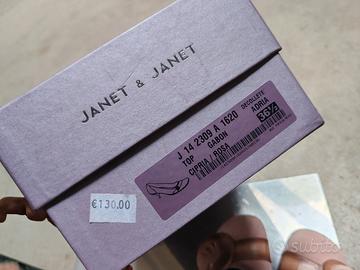 JANET & JANET
J 14 2309 A 1620
TOP GABON
CIPRIA / ROSA
DECOLLETE
ADRIA
36½
€130.00
subito